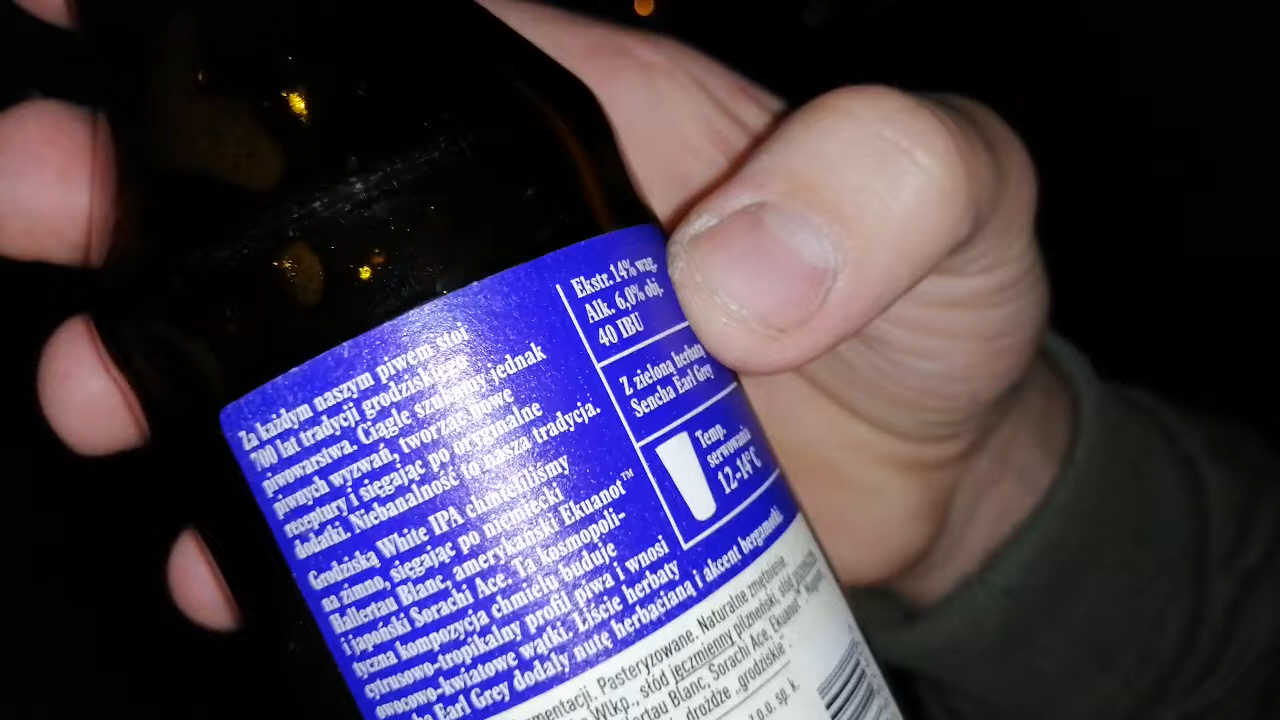 Za każdym naszym piwem stoi
700 lat tradycji grodziskiego
piwowarstwa. Ciągle szukamy jednak
piwnych wyzwań, tworząc nowe
receptury i sięgając po oryginalne
dodatki. Niebanalność to nasza tradycja.
Grodziską White IPA chmieliliśmy
na zimno, sięgając po niemiecki
Hallertau Blanc, amerykański Ekuanot™
i japoński Sorachi Ace. Ta kosmopoli-
tyczna kompozycja chmielu buduje
cytrusowo-tropikalny profil piwa i wnosi
owocowo-kwiatowe wątki. Liście herbaty
Earl Grey dodały nutę herbacianą i akcent bergamotki
Ekstr. 14% wag.
Alk. 6,0% obj.
40 IBU
Z zieloną herbatą
Sencha Earl Grey
Temp.
serwowania
12-14°C
Pasteryzowane. Naturalne zmętnienie.
Wlkp., słód jęczmienny pilzneński, słód
Blanc, Sorachi Ace, Ekuanot™
drożdże „grodziskie".
sp. k.